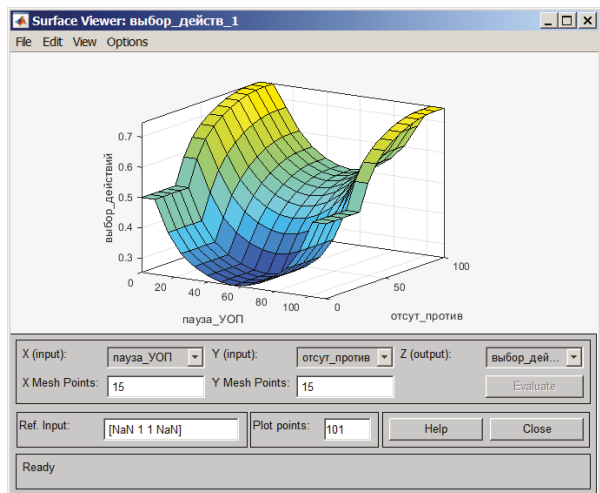 Surface Viewer: выбор_действ_1
File Edit View Options
выбор_действий
0.7
0.6
0.5
0.4
0.3
0
20
40
60
80
100
пауза_УОП
0
50
100
отсут_против
X (input): пауза_УОП Y (input): отсут_против Z (output): выбор_дей...
X Mesh Points: 15 Y Mesh Points: 15 Evaluate
Ref. Input: [NaN 1 1 NaN] Plot points: 101 Help Close
Ready